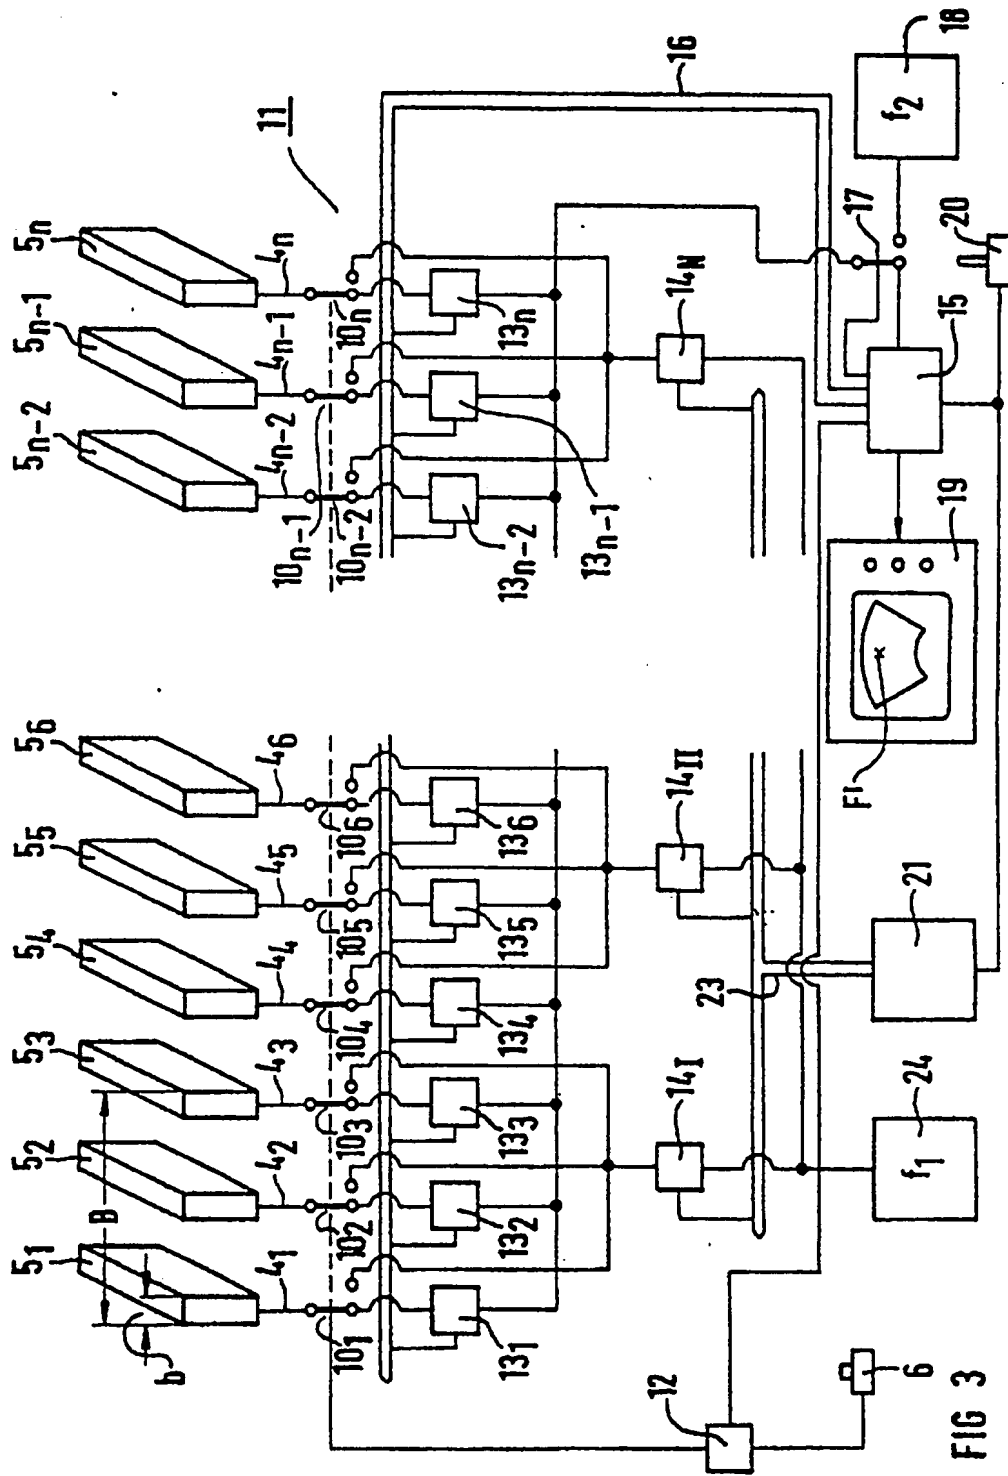 5₁ 5₂ 5₃ 5₄ 5₅ 5₆ 5n-2 5n-1 5n
b B
4₁ 4₂ 4₃ 4₄ 4₅ 4₆ 4n-2 4n-1 4n
11
10₁ 10₂ 10₃ 10₄ 10₅ 10₆ 10n-2 10n-1 10n
13₁ 13₂ 13₃ 13₄ 13₅ 13₆ 13n-2 13n-1 13n
16
14I 14II 14N
12
23
17
6
24
f₁
21
FI
19
15
20
f₂
18
FIG 3